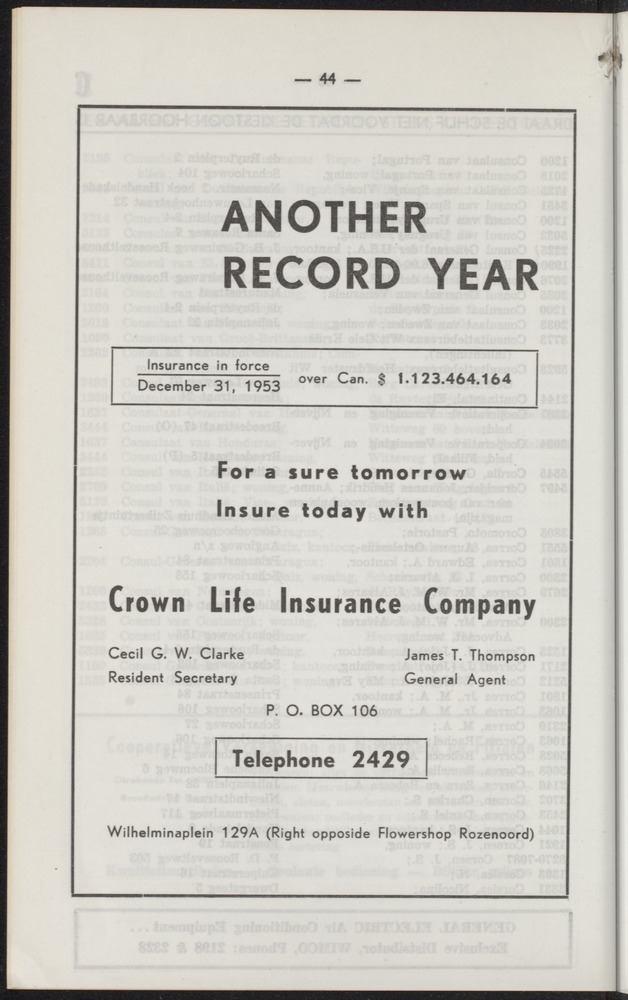 — 44 —
ANOTHER
RECORD YEAR
Insurance in force
December 31, 1953
over Can. $ 1.123.464.164
For a sure tomorrow
Insure today with
Crown Life Insurance Company
Cecil G. W. Clarke
James T. Thompson
Resident Secretary
General Agent
P. O. BOX 106
Telephone 2429
Wilhelminaplein 129A (Right opposide Flowershop Rozenoord)